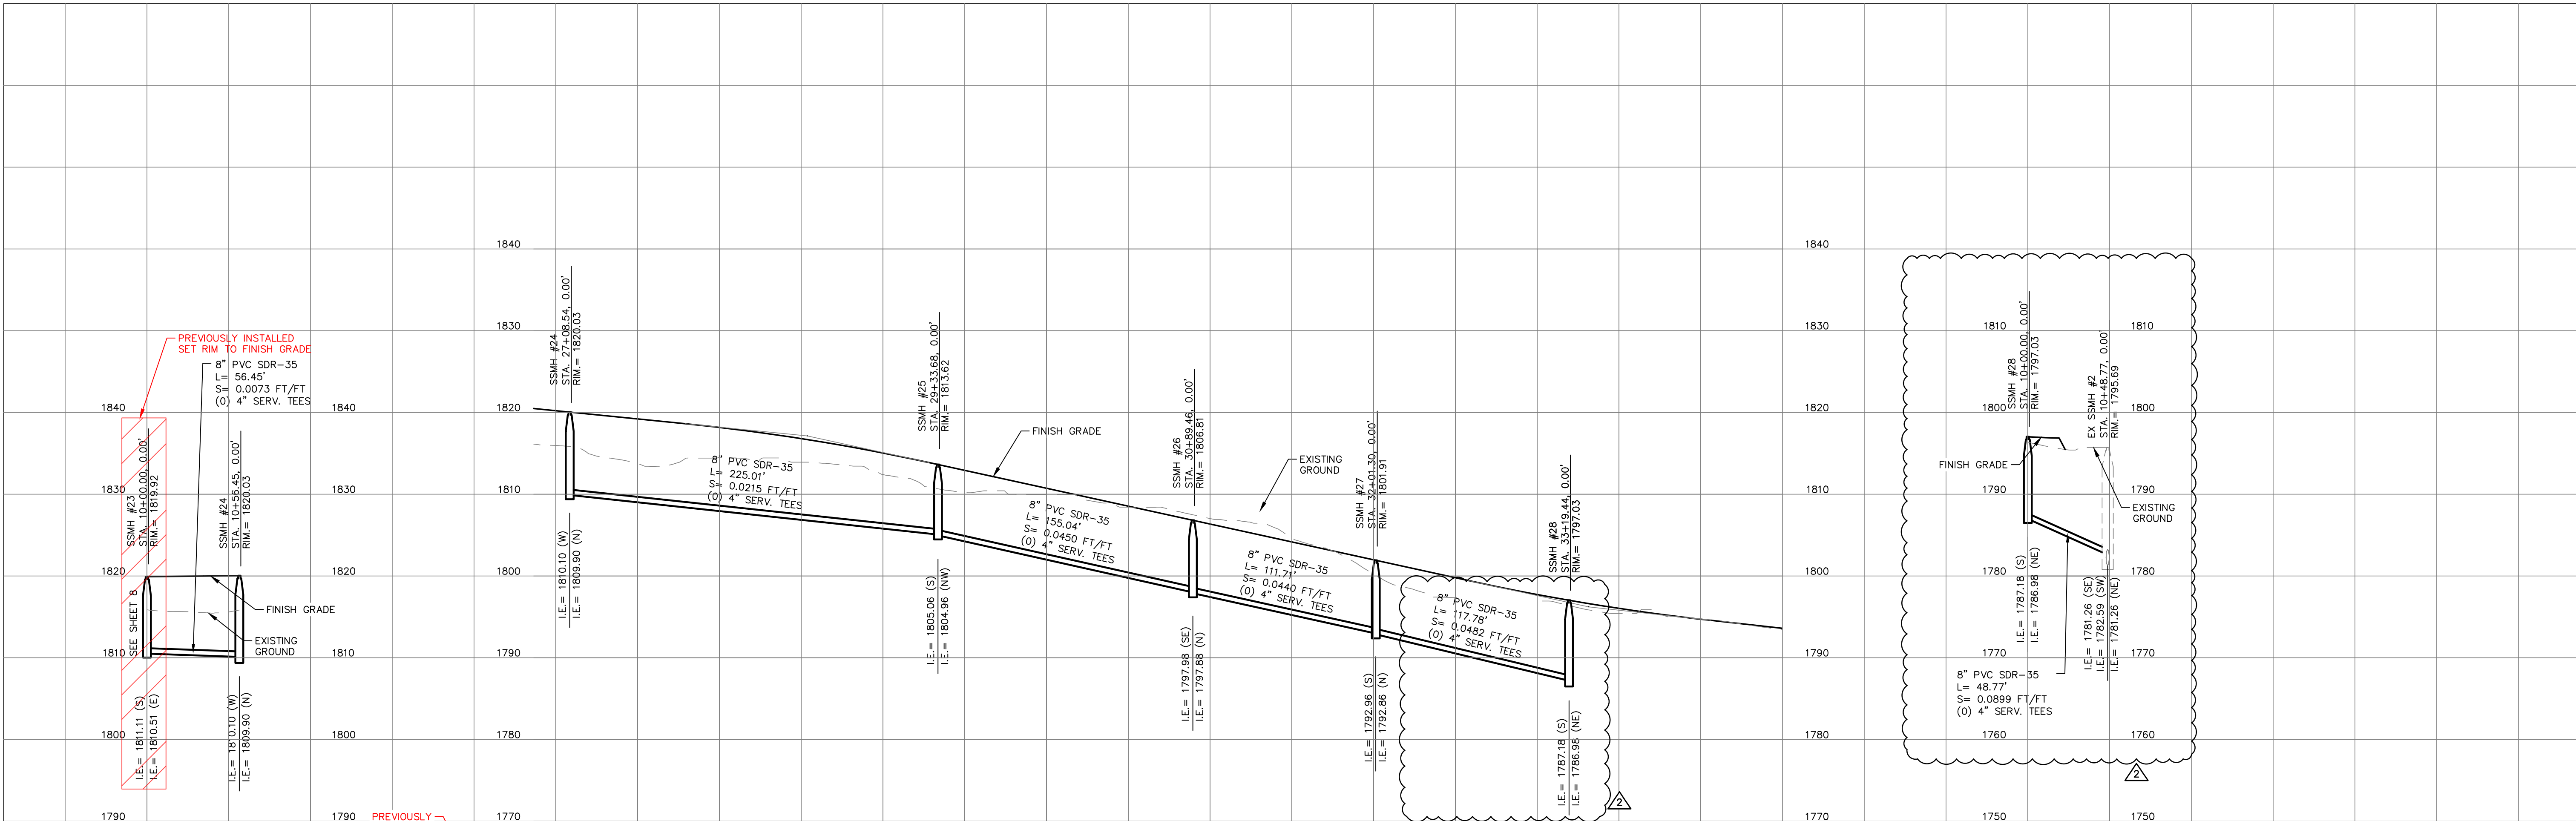 PREVIOUSLY INSTALLED
SET RIM TO FINISH GRADE
8" PVC SDR-35
L= 56.45'
S= 0.0073 FT/FT
(0) 4" SERV. TEES
1840
1840
1830
1830
1820
1820
1810
1810
1800
1800
1790
1790
SSMH #23
STA. 10+00.00, 0.00'
RIM.= 1819.92
SEE SHEET 8
I.E.= 1811.11 (S)
I.E.= 1810.51 (E)
SSMH #24
STA. 10+56.45, 0.00'
RIM.= 1820.03
I.E.= 1810.10 (W)
I.E.= 1809.90 (N)
FINISH GRADE
EXISTING
GROUND
PREVIOUSLY
1840
1830
1820
1810
1800
1790
1780
1770
SSMH #24
STA. 27+08.54, 0.00'
RIM.= 1820.03
I.E.= 1810.10 (W)
I.E.= 1809.90 (N)
8" PVC SDR-35
L= 225.01'
S= 0.0215 FT/FT
(0) 4" SERV. TEES
SSMH #25
STA. 29+33.68, 0.00'
RIM.= 1813.62
I.E.= 1805.06 (S)
I.E.= 1804.96 (NW)
FINISH GRADE
8" PVC SDR-35
L= 155.04'
S= 0.0450 FT/FT
(0) 4" SERV. TEES
SSMH #26
STA. 30+89.46, 0.00'
RIM.= 1806.81
I.E.= 1797.98 (SE)
I.E.= 1797.88 (N)
EXISTING
GROUND
8" PVC SDR-35
L= 111.71'
S= 0.0440 FT/FT
(0) 4" SERV. TEES
SSMH #27
STA. 32+01.30, 0.00'
RIM.= 1801.91
I.E.= 1792.96 (S)
I.E.= 1792.86 (N)
8" PVC SDR-35
L= 117.78'
S= 0.0482 FT/FT
(0) 4" SERV. TEES
SSMH #28
STA. 33+19.44, 0.00'
RIM.= 1797.03
I.E.= 1787.18 (S)
I.E.= 1786.98 (NE)
2
1840
1830
1820
1810
1800
1790
1780
1770
1810
1810
1800
1800
1790
1790
1780
1780
1770
1770
1760
1760
1750
1750
SSMH #28
STA. 10+00.00, 0.00'
RIM.= 1797.03
I.E.= 1787.18 (S)
I.E.= 1786.98 (NE)
FINISH GRADE
EX SSMH #2
STA. 10+48.77, 0.00'
RIM.= 1795.69
EXISTING
GROUND
I.E.= 1781.26 (SE)
I.E.= 1782.59 (SW)
I.E.= 1781.26 (NE)
8" PVC SDR-35
L= 48.77'
S= 0.0899 FT/FT
(0) 4" SERV. TEES
2